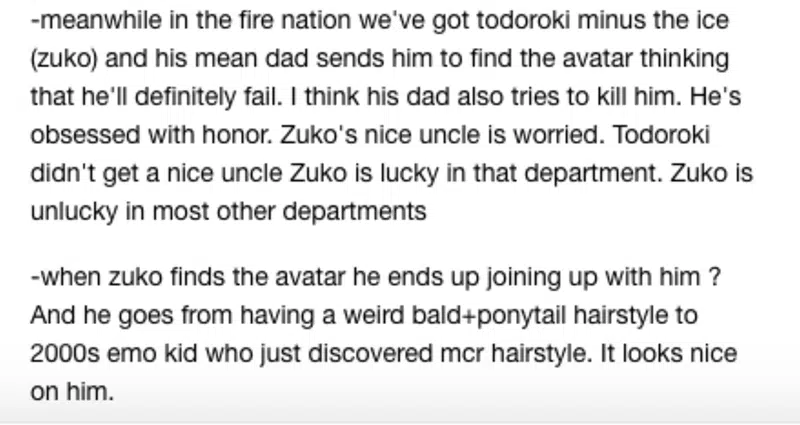 -meanwhile in the fire nation we've got todoroki minus the ice
(zuko) and his mean dad sends him to find the avatar thinking
that he'll definitely fail. I think his dad also tries to kill him. He's
obsessed with honor. Zuko's nice uncle is worried. Todoroki
didn't get a nice uncle Zuko is lucky in that department. Zuko is
unlucky in most other departments
-when zuko finds the avatar he ends up joining up with him ?
And he goes from having a weird bald+ponytail hairstyle to
2000s emo kid who just discovered mcr hairstyle. It looks nice
on him.